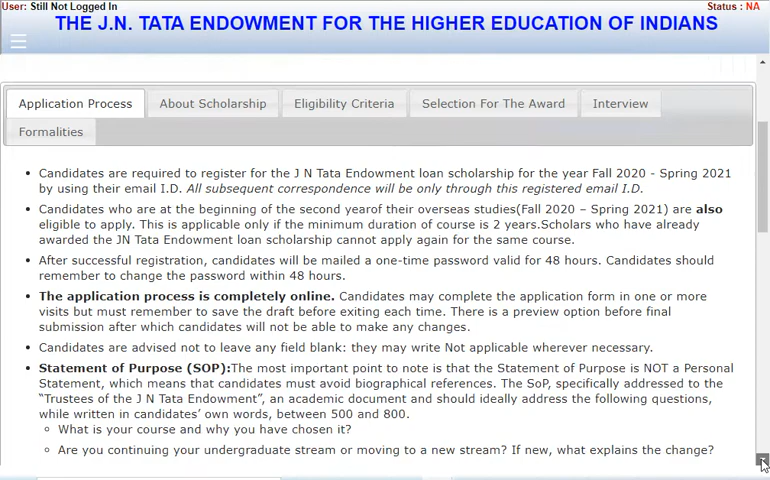 User: Still Not Logged In
Status : NA
THE J.N. TATA ENDOWMENT FOR THE HIGHER EDUCATION OF INDIANS
Application Process
About Scholarship
Eligibility Criteria
Selection For The Award
Interview
Formalities
Candidates are required to register for the J N Tata Endowment loan scholarship for the year Fall 2020 - Spring 2021
by using their email I.D. All subsequent correspondence will be only through this registered email I.D.
Candidates who are at the beginning of the second yearof their overseas studies(Fall 2020 – Spring 2021) are also
eligible to apply. This is applicable only if the minimum duration of course is 2 years.Scholars who have already
awarded the JN Tata Endowment loan scholarship cannot apply again for the same course.
After successful registration, candidates will be mailed a one-time password valid for 48 hours. Candidates should
remember to change the password within 48 hours.
The application process is completely online. Candidates may complete the application form in one or more
visits but must remember to save the draft before exiting each time. There is a preview option before final
submission after which candidates will not be able to make any changes.
Candidates are advised not to leave any field blank: they may write Not applicable wherever necessary.
Statement of Purpose (SOP):The most important point to note is that the Statement of Purpose is NOT a Personal
Statement, which means that candidates must avoid biographical references. The SoP, specifically addressed to the
“Trustees of the J N Tata Endowment”, an academic document and should ideally address the following questions,
while written in candidates’ own words, between 500 and 800.
What is your course and why you have chosen it?
Are you continuing your undergraduate stream or moving to a new stream? If new, what explains the change?